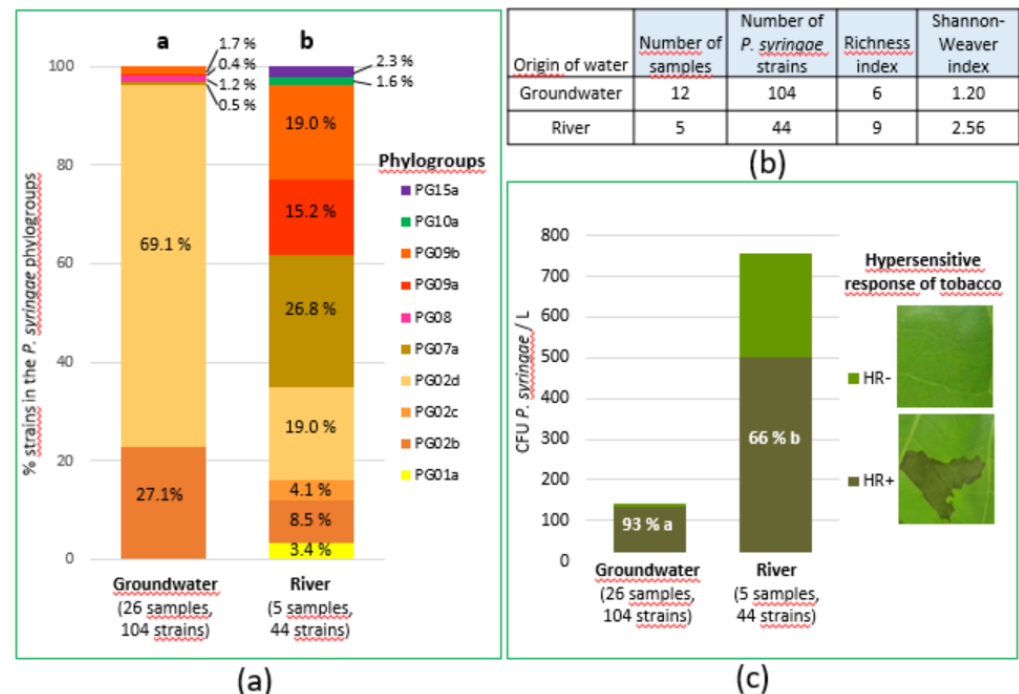 a
b
1.7 %
0.4 %
1.2 %
0.5 %
2.3 %
1.6 %
100
80
60
40
20
0
% strains in the P. syringae phylogroups
69.1 %
27.1%
19.0 %
15.2 %
26.8 %
19.0 %
4.1 %
8.5 %
3.4 %
Phylogroups
PG15a
PG10a
PG09b
PG09a
PG08
PG07a
PG02d
PG02c
PG02b
PG01a
Groundwater
(26 samples,
104 strains)
River
(5 samples,
44 strains)
(a)
Origin of water
Number of
samples
Number of
P. syringae
strains
Richness
index
Shannon-
Weaver
index
Groundwater 12 104 6 1.20
River 5 44 9 2.56
(b)
800
700
600
500
400
300
200
100
0
CFU P. syringae / L
93 % a
66 % b
Hypersensitive
response of tobacco
HR-
HR+
Groundwater
(26 samples,
104 strains)
River
(5 samples,
44 strains)
(c)